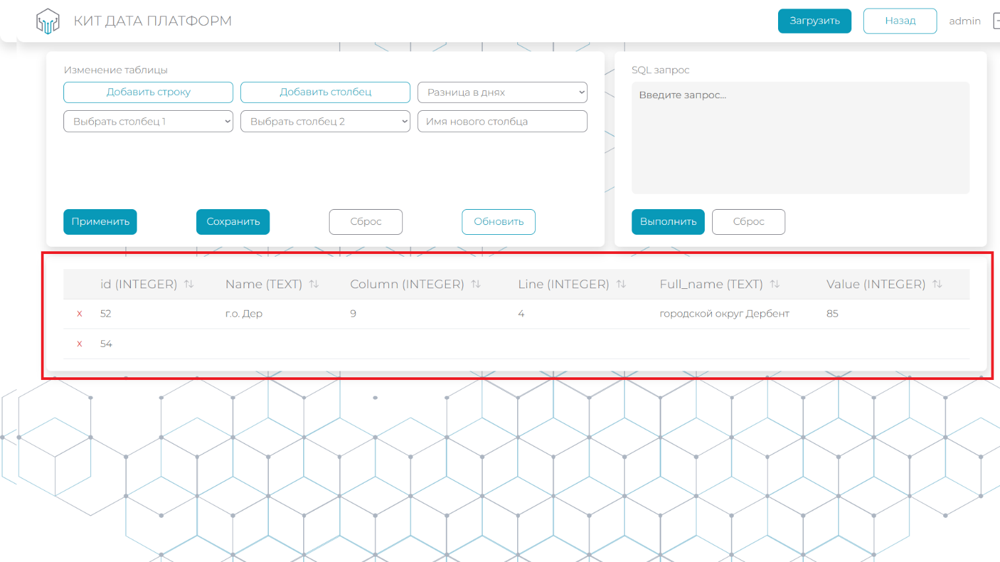 КИТ ДАТА ПЛАТФОРМ
Загрузить
Назад
admin
Изменение таблицы
Добавить строку
Добавить столбец
Разница в днях
Выбрать столбец 1
Выбрать столбец 2
Имя нового столбца
Применить
Сохранить
Сброс
Обновить
SQL запрос
Введите запрос...
Выполнить
Сброс
id (INTEGER) Name (TEXT) Column (INTEGER) Line (INTEGER) Full_name (TEXT) Value (INTEGER)
x 52 г.о. Дер 9 4 городской округ Дербент 85
x 54